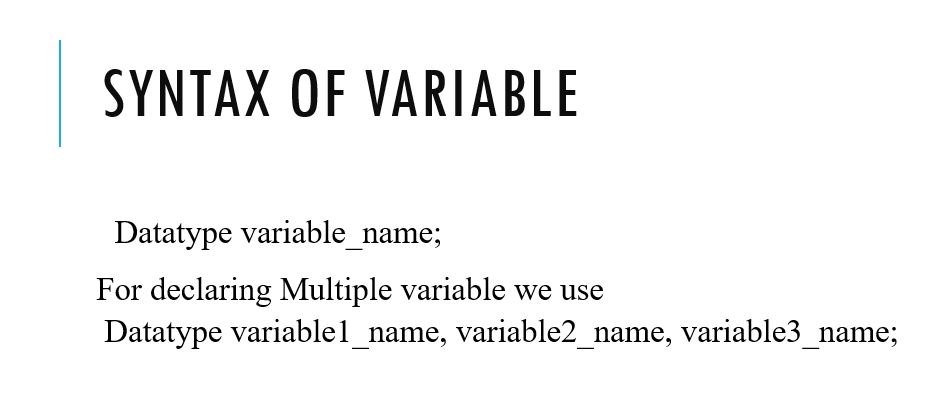 SYNTAX OF VARIABLE
Datatype variable_name;
For declaring Multiple variable we use
Datatype variable1_name, variable2_name, variable3_name;